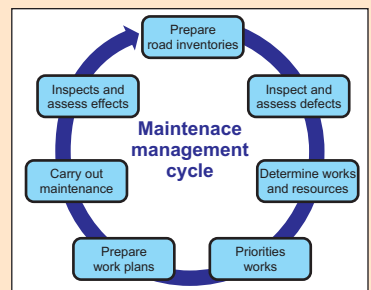 Prepare
road inventories
Inspect and
assess defects
Determine works
and resources
Priorities
works
Prepare
work plans
Carry out
maintenance
Inspects and
assess effects
Maintenace
management
cycle